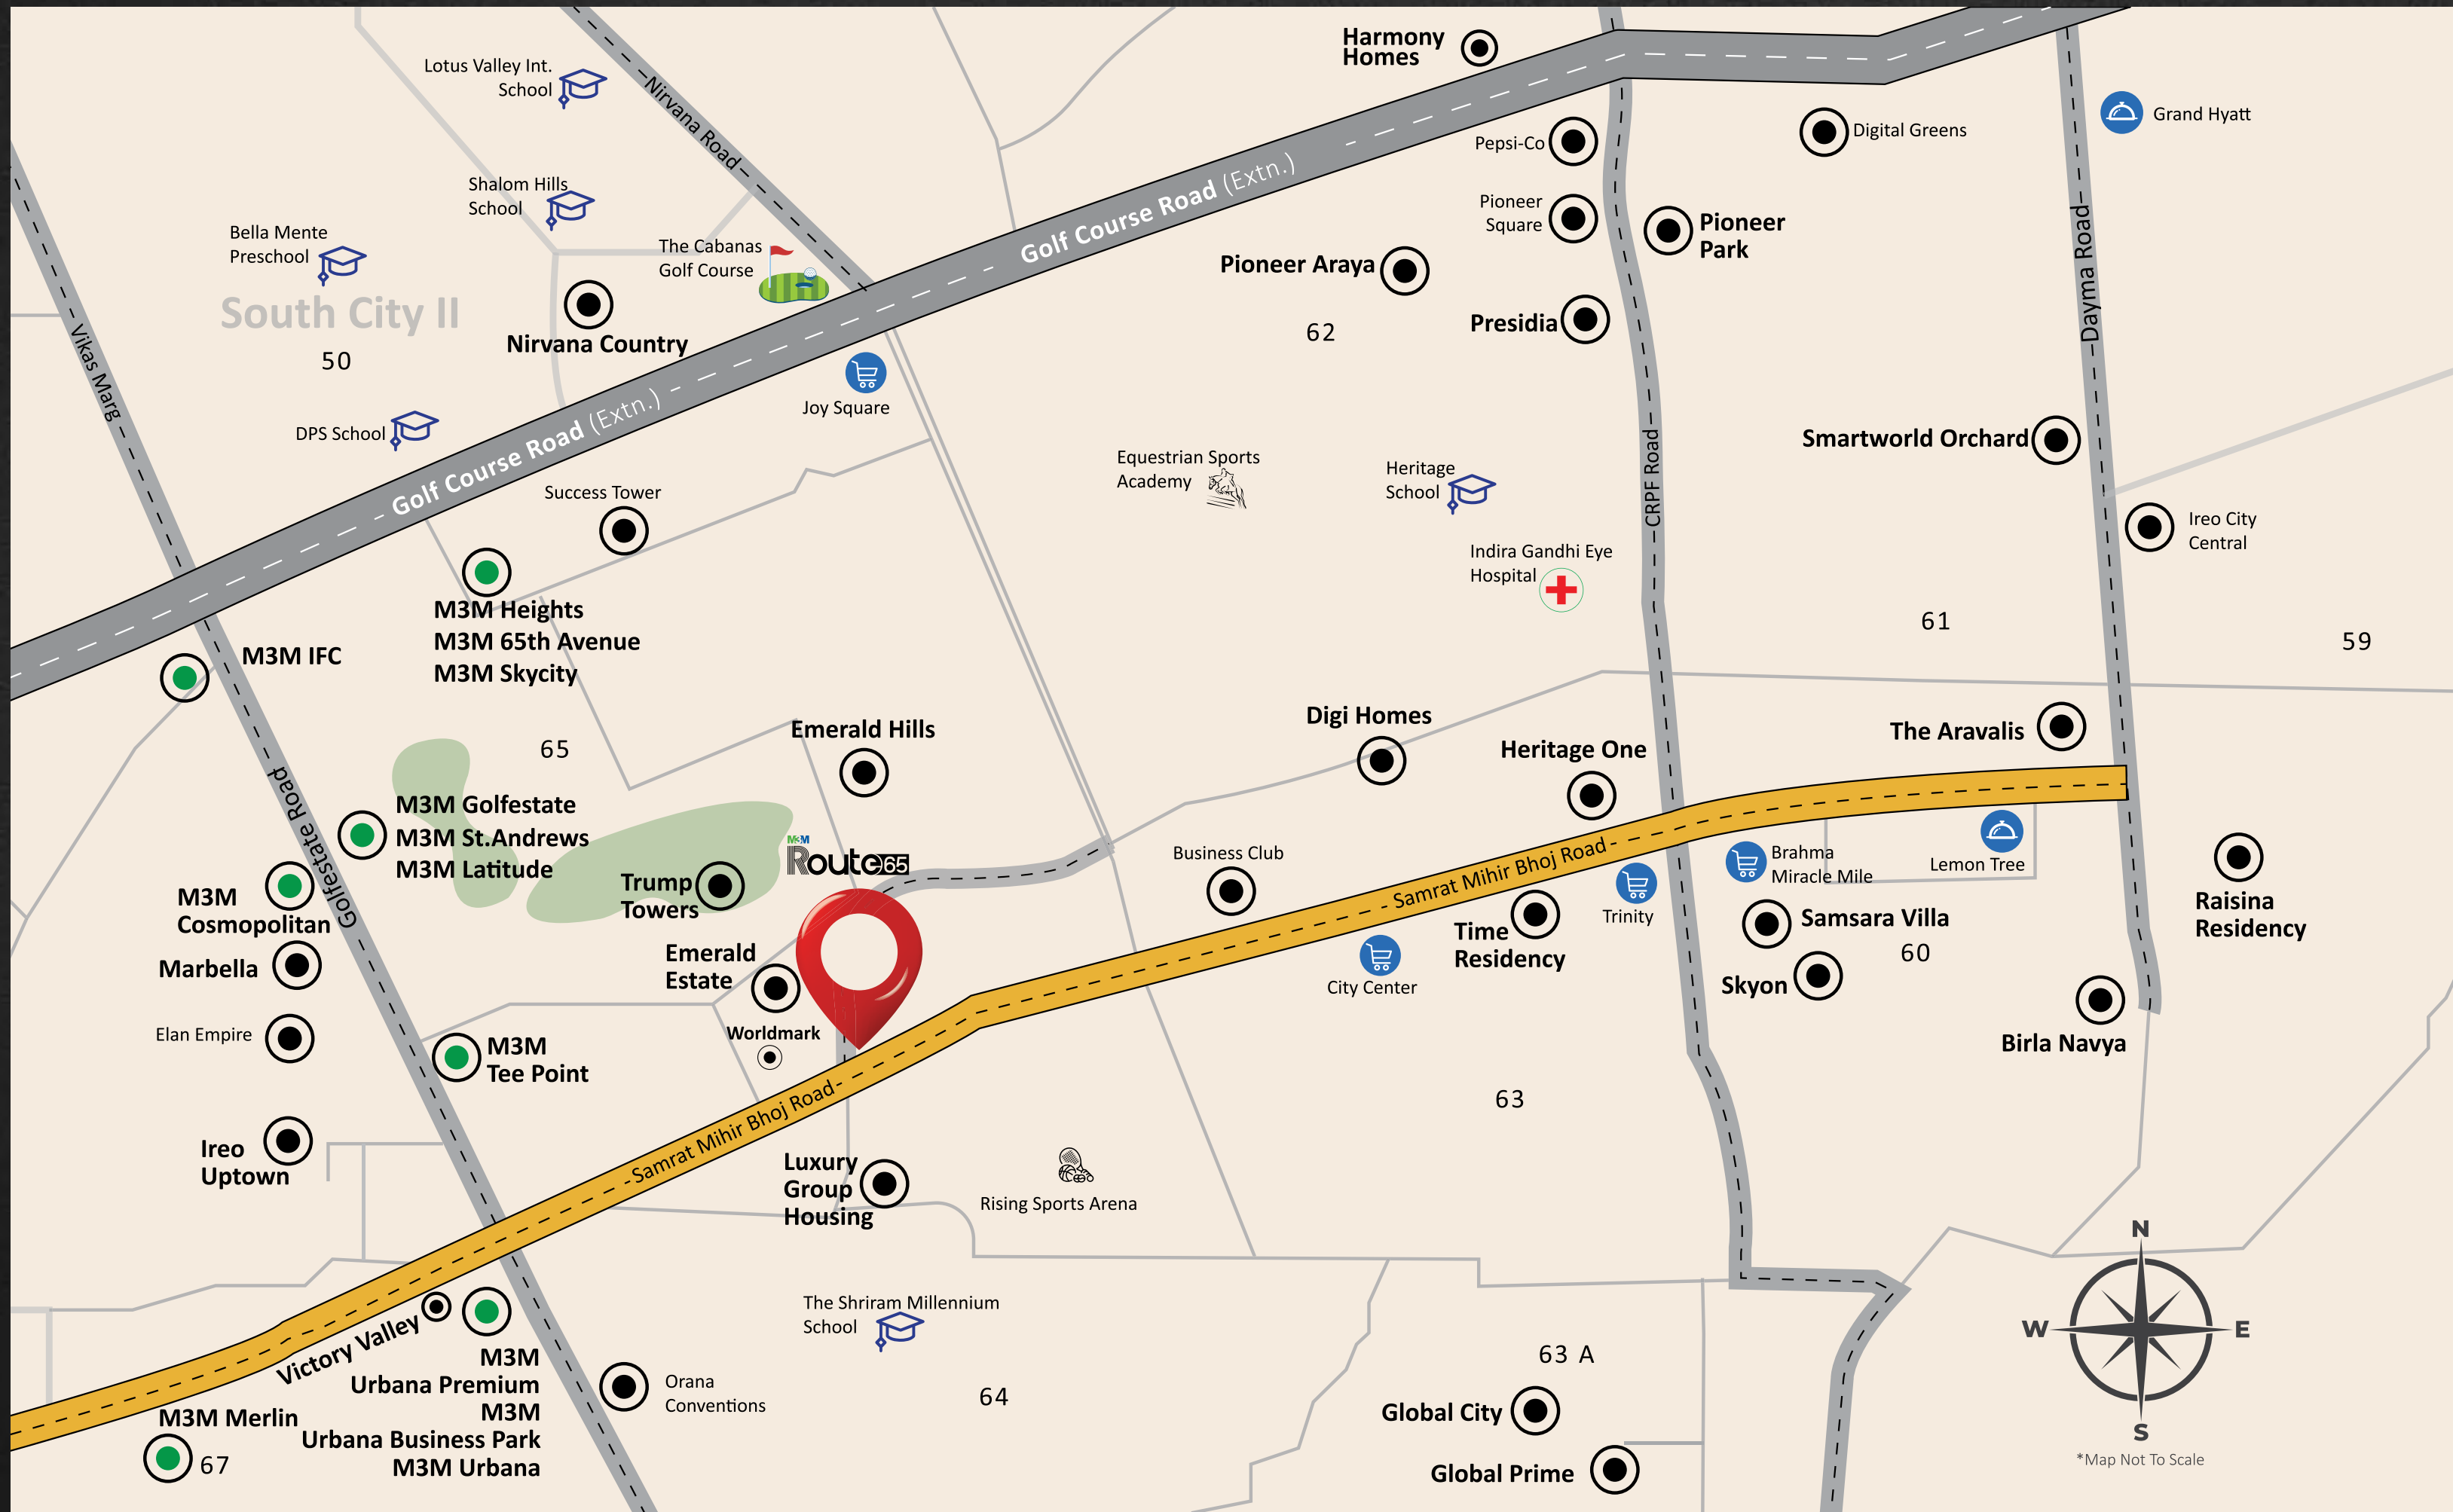 Harmony
Homes
Lotus Valley Int.
School
Nirvana Road
Grand Hyatt
Digital Greens
Pepsi-Co
Shalom Hills
School
Golf Course Road (Extn.)
Pioneer
Square
Pioneer
Park
Bella Mente
Preschool
The Cabanas
Golf Course
Pioneer Araya
Dayma Road
South City II
Nirvana Country
62
Presidia
50
Vikas Marg
Joy Square
DPS School
Golf Course Road (Extn.)
Smartworld Orchard
Equestrian Sports
Academy
Heritage
School
CRPF Road
Success Tower
Ireo City
Central
Indira Gandhi Eye
Hospital
M3M Heights
M3M 65th Avenue
M3M Skycity
61
59
M3M IFC
65
Emerald Hills
Digi Homes
Heritage One
The Aravalis
Golfestate Road
M3M Golfestate
M3M St.Andrews
M3M Latitude
M3M
Route 65
Business Club
Samrat Mihir Bhoj Road
Brahma
Miracle Mile
Lemon Tree
Trump
Towers
M3M
Cosmopolitan
Trinity
Samsara Villa
60
Raisina
Residency
Time
Residency
Marbella
Emerald
Estate
City Center
Skyon
Elan Empire
Worldmark
M3M
Tee Point
Birla Navya
63
Samrat Mihir Bhoj Road
Ireo
Uptown
Luxury
Group
Housing
Rising Sports Arena
N
W
E
S
*Map Not To Scale
The Shriram Millennium
School
Victory Valley
M3M
Urbana Premium
M3M
Urbana Business Park
M3M Urbana
Orana
Conventions
64
63 A
Global City
Global Prime
M3M Merlin
67